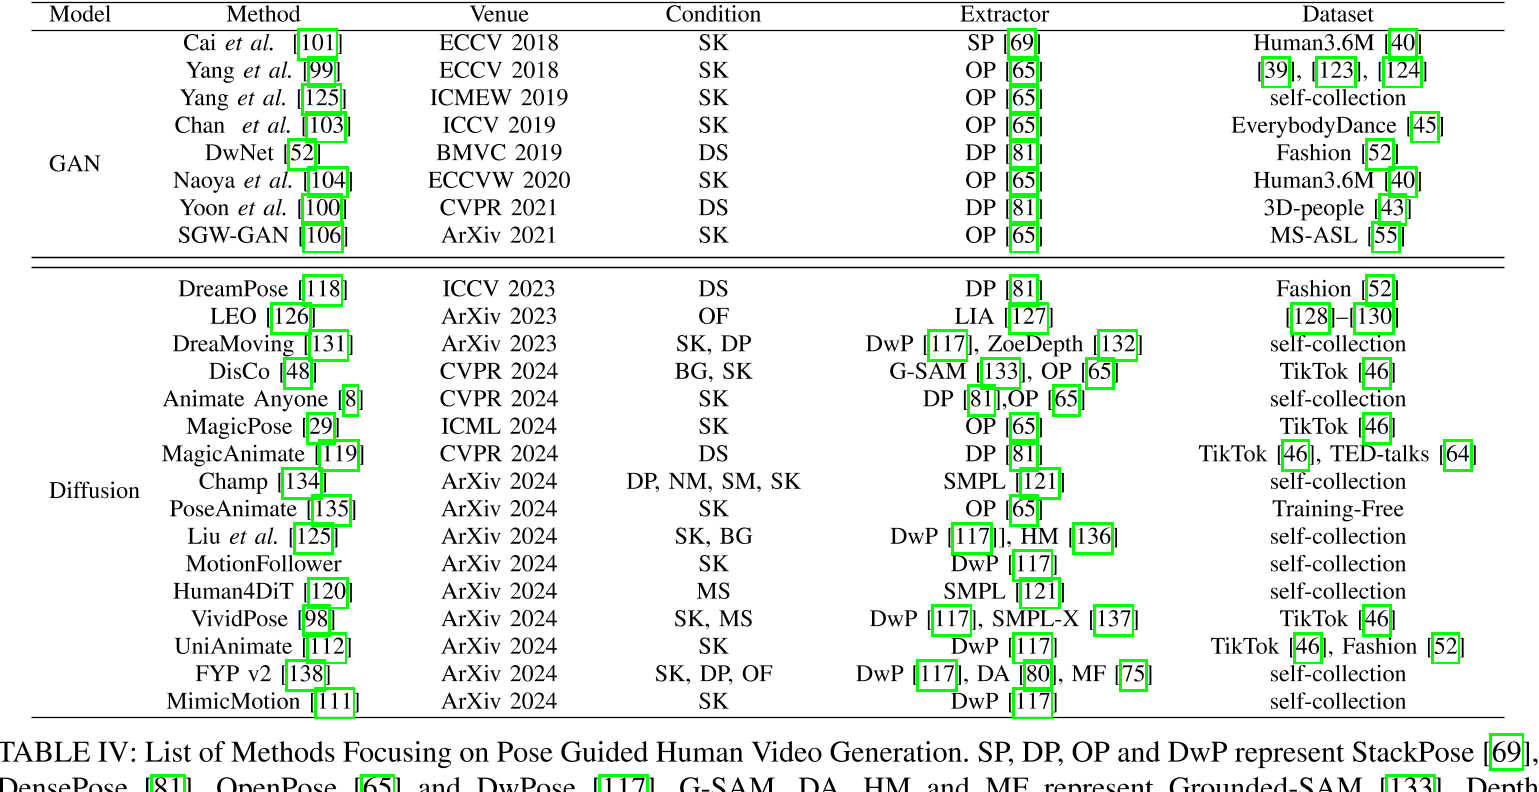 Model Method Venue Condition Extractor Dataset
Cai et al. [101] ECCV 2018 SK SP [69] Human3.6M [40]
Yang et al. [99] ECCV 2018 SK OP [65] [39], [123], [124]
Yang et al. [125] ICMEW 2019 SK OP [65] self-collection
Chan et al. [103] ICCV 2019 SK OP [65] EverybodyDance [45]
DwNet [52] BMVC 2019 DS DP [81] Fashion [52]
GAN
Naoya et al. [104] ECCVW 2020 SK OP [65] Human3.6M [40]
Yoon et al. [100] CVPR 2021 DS DP [81] 3D-people [43]
SGW-GAN [106] ArXiv 2021 SK OP [65] MS-ASL [55]
DreamPose [118] ICCV 2023 DS DP [81] Fashion [52]
LEO [126] ArXiv 2023 OF LIA [127] [128]–[130]
DreaMoving [131] ArXiv 2023 SK, DP DwP [117], ZoeDepth [132] self-collection
DisCo [48] CVPR 2024 BG, SK G-SAM [133], OP [65] TikTok [46]
Animate Anyone [8] CVPR 2024 SK DP [81],OP [65] self-collection
MagicPose [29] ICML 2024 SK OP [65] TikTok [46]
MagicAnimate [119] CVPR 2024 DS DP [81] TikTok [46], TED-talks [64]
Champ [134] ArXiv 2024 DP, NM, SM, SK SMPL [121] self-collection
Diffusion
PoseAnimate [135] ArXiv 2024 SK OP [65] Training-Free
Liu et al. [125] ArXiv 2024 SK, BG DwP [117]], HM [136] self-collection
MotionFollower ArXiv 2024 SK DwP [117] self-collection
Human4DiT [120] ArXiv 2024 MS SMPL [121] self-collection
VividPose [98] ArXiv 2024 SK, MS DwP [117], SMPL-X [137] TikTok [46]
UniAnimate [112] ArXiv 2024 SK DwP [117] TikTok [46], Fashion [52]
FYP v2 [138] ArXiv 2024 SK, DP, OF DwP [117], DA [80], MF [75] self-collection
MimicMotion [111] ArXiv 2024 SK DwP [117] self-collection
TABLE IV: List of Methods Focusing on Pose Guided Human Video Generation. SP, DP, OP and DwP represent StackPose [69],
DensePose [81], OpenPose [65] and DwPose [117]. G-SAM, DA, HM and MF represent Grounded-SAM [133], Depth